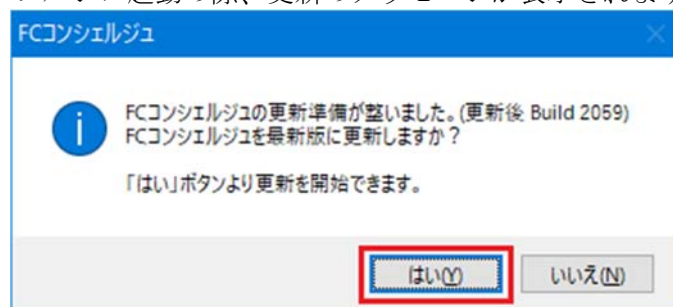 FCコンシェルジュ
FCコンシェルジュの更新準備が整いました。(更新後 Build 2059)
FCコンシェルジュを最新版に更新しますか？
「はい」ボタンより更新を開始できます。
はい(Y)
いいえ(N)